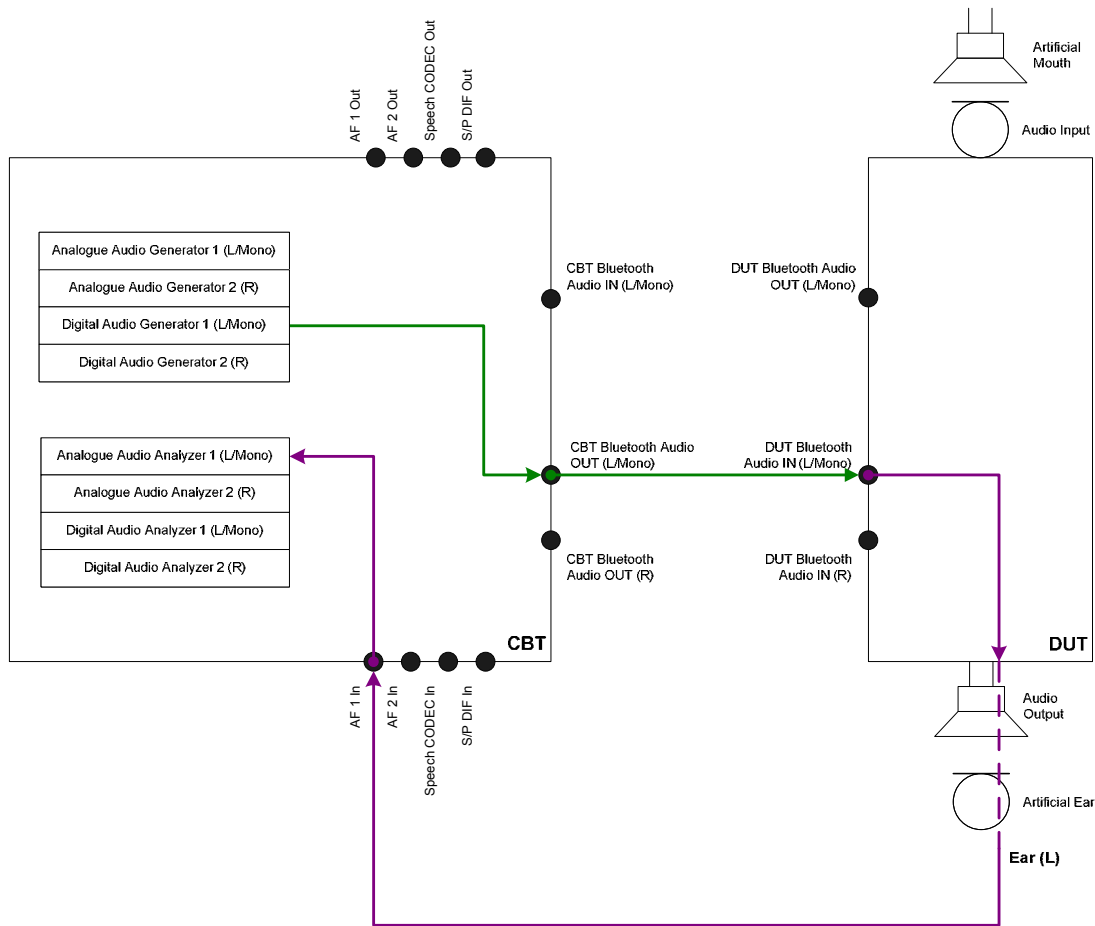 AF 1 Out
AF 2 Out
Speech CODEC Out
S/P DIF Out
Artificial
Mouth
Audio Input
Analogue Audio Generator 1 (L/Mono)
Analogue Audio Generator 2 (R)
Digital Audio Generator 1 (L/Mono)
Digital Audio Generator 2 (R)
CBT Bluetooth
Audio IN (L/Mono)
DUT Bluetooth Audio
OUT (L/Mono)
Analogue Audio Analyzer 1 (L/Mono)
Analogue Audio Analyzer 2 (R)
Digital Audio Analyzer 1 (L/Mono)
Digital Audio Analyzer 2 (R)
CBT Bluetooth Audio
OUT (L/Mono)
DUT Bluetooth
Audio IN (L/Mono)
CBT Bluetooth
Audio OUT (R)
DUT Bluetooth
Audio IN (R)
CBT
DUT
AF 1 In
AF 2 In
Speech CODEC In
S/P DIF In
Audio
Output
Artificial Ear
Ear (L)